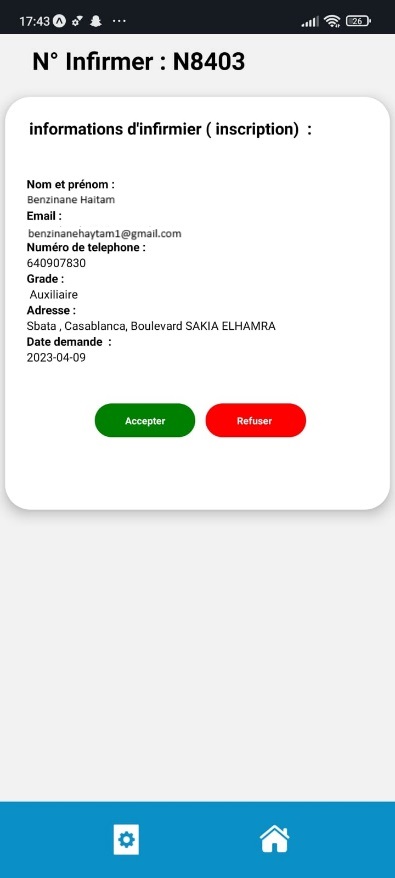 17:43 ... 26
N° Infirmer : N8403
informations d'infirmier ( inscription) :
Nom et prénom :
Benzinane Haitam
Email :
benzinanehaytam1@gmail.com
Numéro de telephone :
640907830
Grade :
Auxiliaire
Adresse :
Sbata , Casablanca, Boulevard SAKIA ELHAMRA
Date demande :
2023-04-09
Accepter Refuser